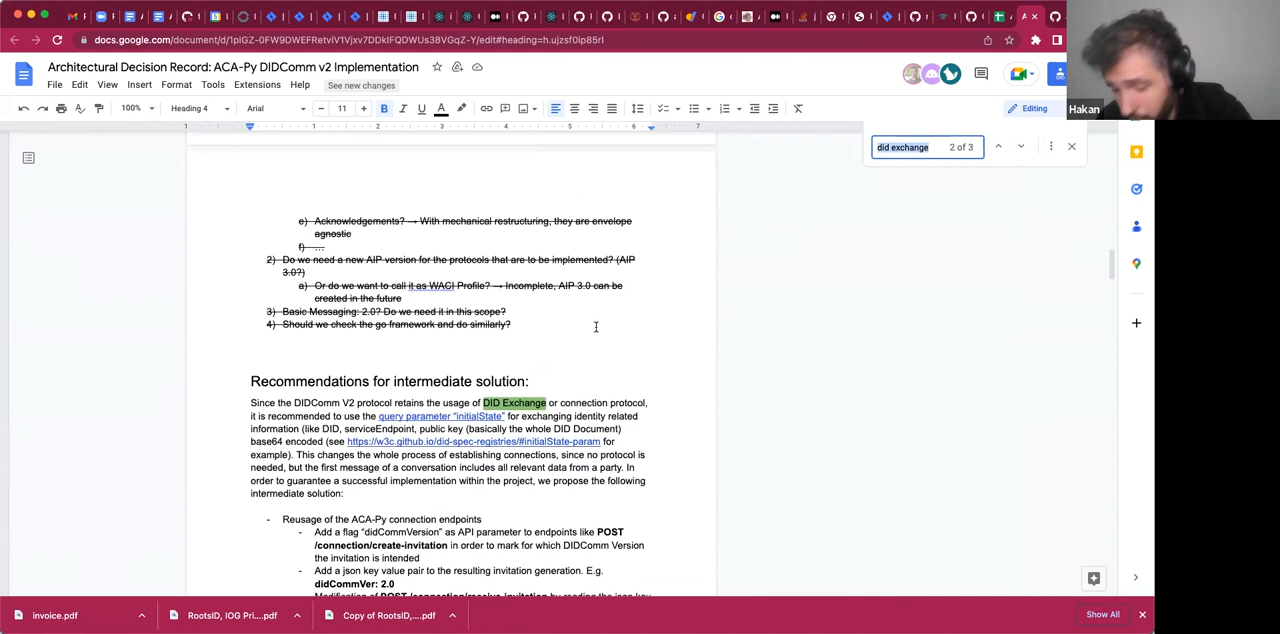 docs.google.com/document/d/1piGZ-0FW9DWEFRetviV1Vjxv7DDkIFQDWUs38VGqZ-Y/edit#heading=h.ujzsf0ip85rl
Architectural Decision Record: ACA-Py DIDComm v2 Implementation
File Edit View Insert Format Tools Extensions Help See new changes
100% Heading 4 Arial 11 Editing
Hakan
did exchange 2 of 3
e) Acknowledgements? → With mechanical restructuring, they are envelope
agnostic
f) ...
2) Do we need a new AIP version for the protocols that are to be implemented? (AIP
3.0?)
a) Or do we want to call it as WACI Profile? → Incomplete, AIP 3.0 can be
created in the future
3) Basic Messaging: 2.0? Do we need it in this scope?
4) Should we check the go framework and do similarly?
Recommendations for intermediate solution:
Since the DIDComm V2 protocol retains the usage of DID Exchange or connection protocol,
it is recommended to use the query parameter “initialState” for exchanging identity related
information (like DID, serviceEndpoint, public key (basically the whole DID Document)
base64 encoded (see https://w3c.github.io/did-spec-registries/#initialState-param for
example). This changes the whole process of establishing connections, since no protocol is
needed, but the first message of a conversation includes all relevant data from a party. In
order to guarantee a successful implementation within the project, we propose the following
intermediate solution:
- Reusage of the ACA-Py connection endpoints
- Add a flag “didCommVersion” as API parameter to endpoints like POST
/connection/create-invitation in order to mark for which DIDComm Version
the invitation is intended
- Add a json key value pair to the resulting invitation generation. E.g.
didCommVer: 2.0
- Modification of POST /connection/receive-invitation by reading the json key
invoice.pdf
RootsID, IOG Pri....pdf
Copy of RootsID,....pdf
Show All